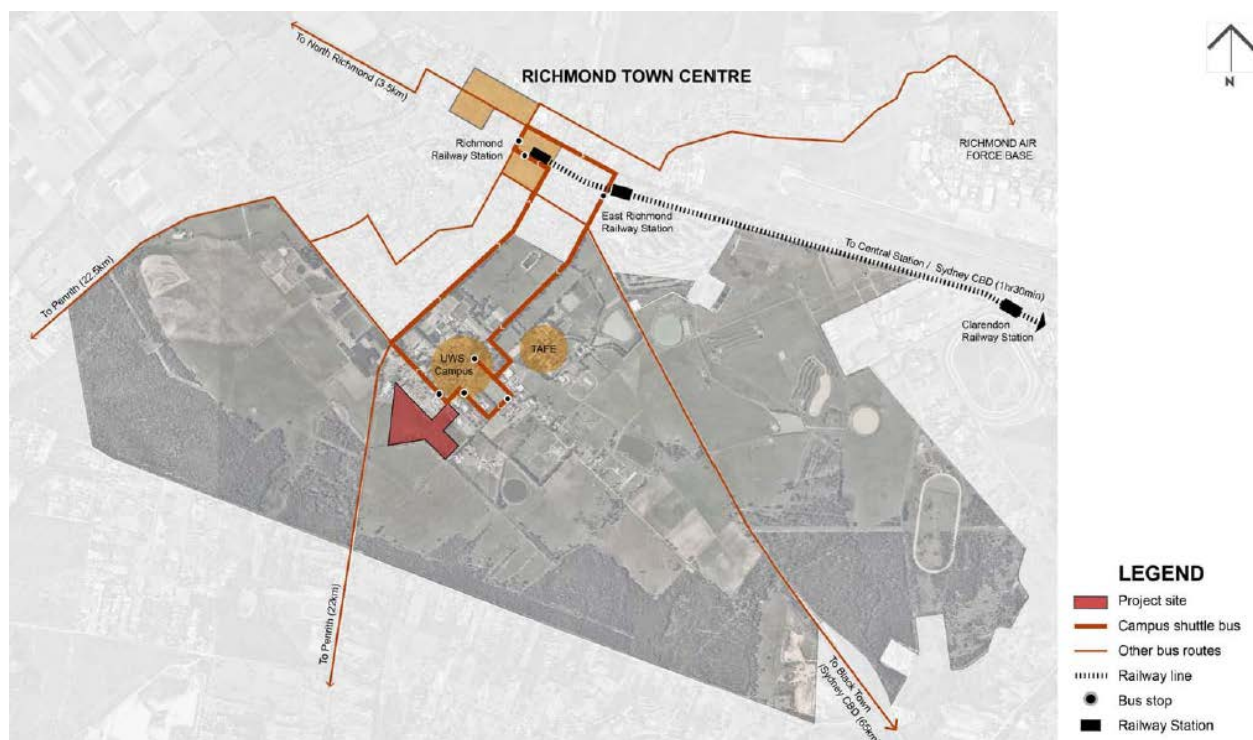 To North Richmond (3.5km)
RICHMOND TOWN CENTRE
N
Richmond
Railway Station
RICHMOND AIR
FORCE BASE
East Richmond
Railway Station
To Central Station / Sydney CBD (1hr30min)
Clarendon
Railway Station
To Penrith (22.5km)
UWS
Campus
TAFE
To Penrith (22km)
To Black Town
/Sydney CBD (65km
LEGEND
Project site
Campus shuttle bus
Other bus routes
Railway line
Bus stop
Railway Station